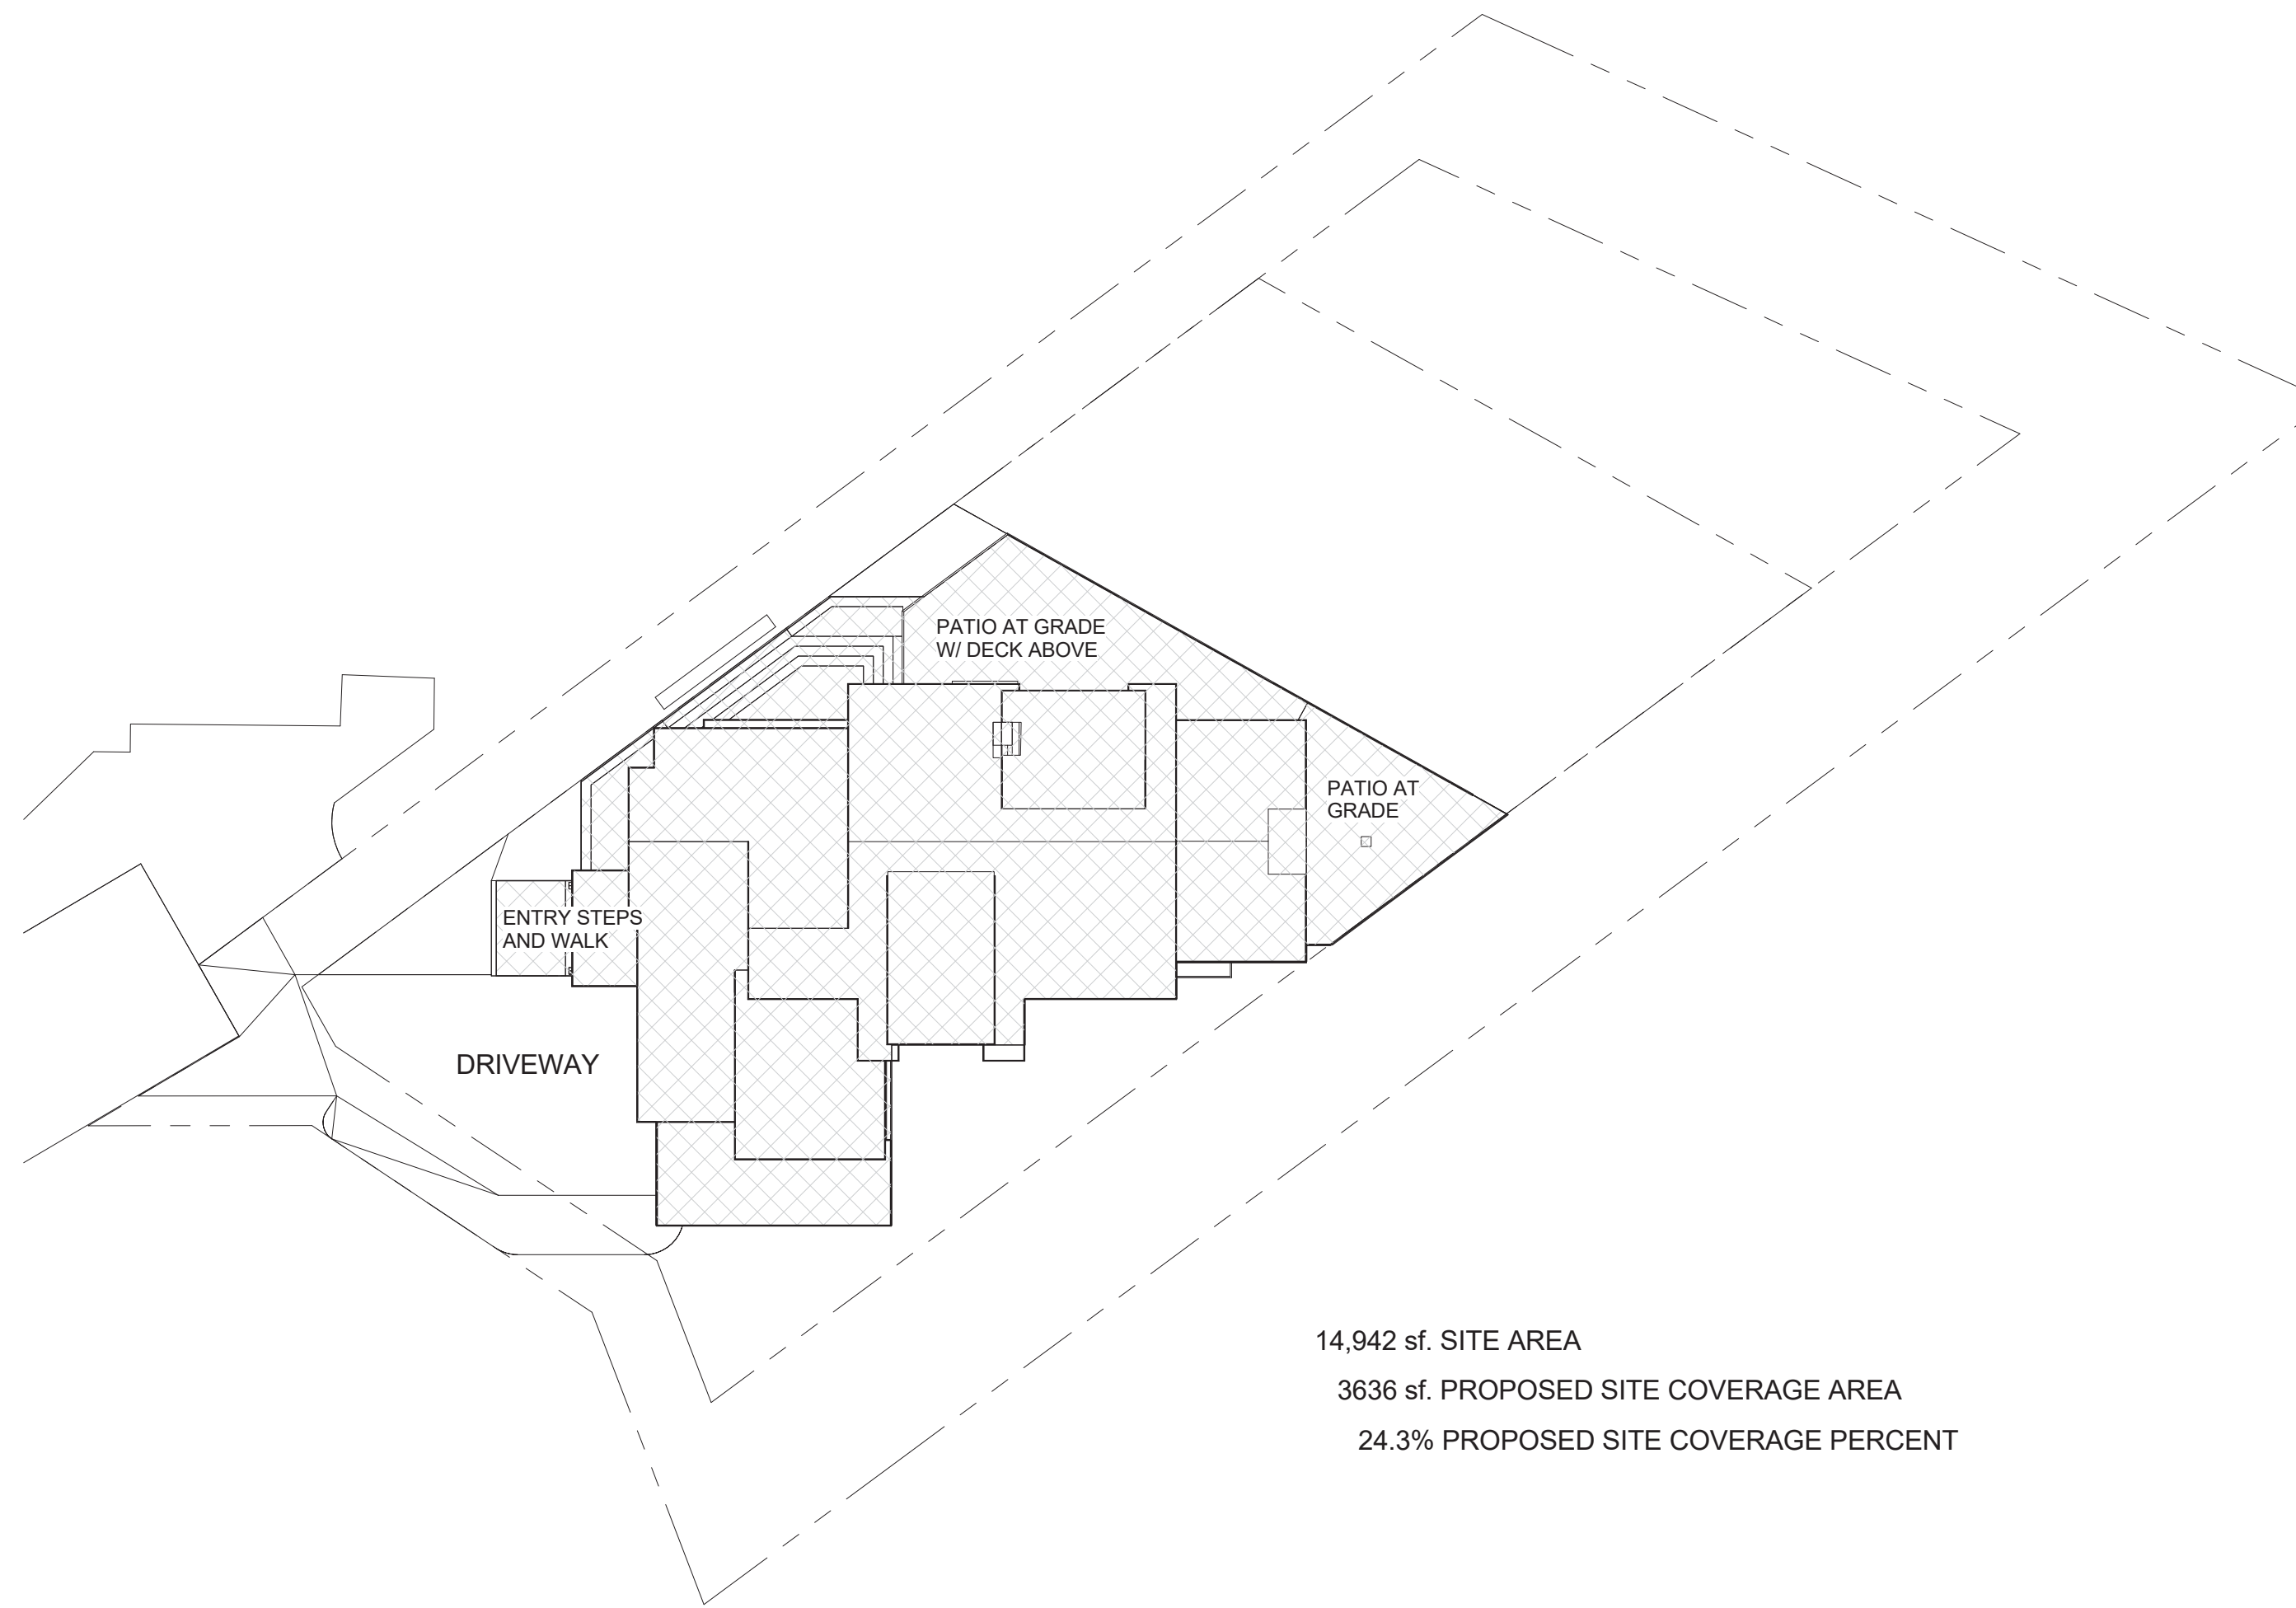 PATIO AT GRADE
W/ DECK ABOVE
PATIO AT
GRADE
ENTRY STEPS
AND WALK
DRIVEWAY
14,942 sf. SITE AREA
3636 sf. PROPOSED SITE COVERAGE AREA
24.3% PROPOSED SITE COVERAGE PERCENT